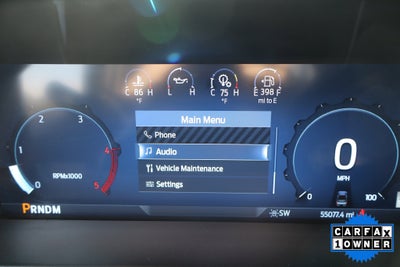 C 86 H
°F
L H
C 75 H
°F
E 398 F
mi to E
Main Menu
Phone
Audio
Vehicle Maintenance
Settings
0
1
2
3
4
5
RPMx1000
0
MPH
0
100
PRNDM
SW
55077.4 mi
CARFAX
1 OWNER